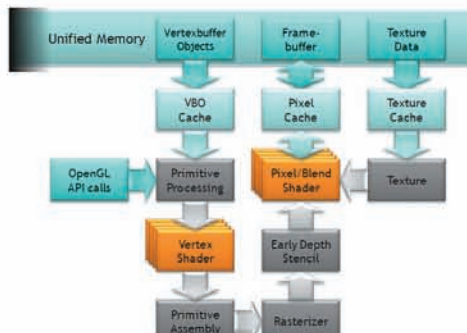 Unified Memory
Vertexbuffer
Objects
Frame-
buffer
Texture
Data
VBO
Cache
Pixel
Cache
Texture
Cache
OpenGL
API calls
Primitive
Processing
Pixel/Blend
Shader
Texture
Vertex
Shader
Early Depth
Stencil
Primitive
Assembly
Rasterizer